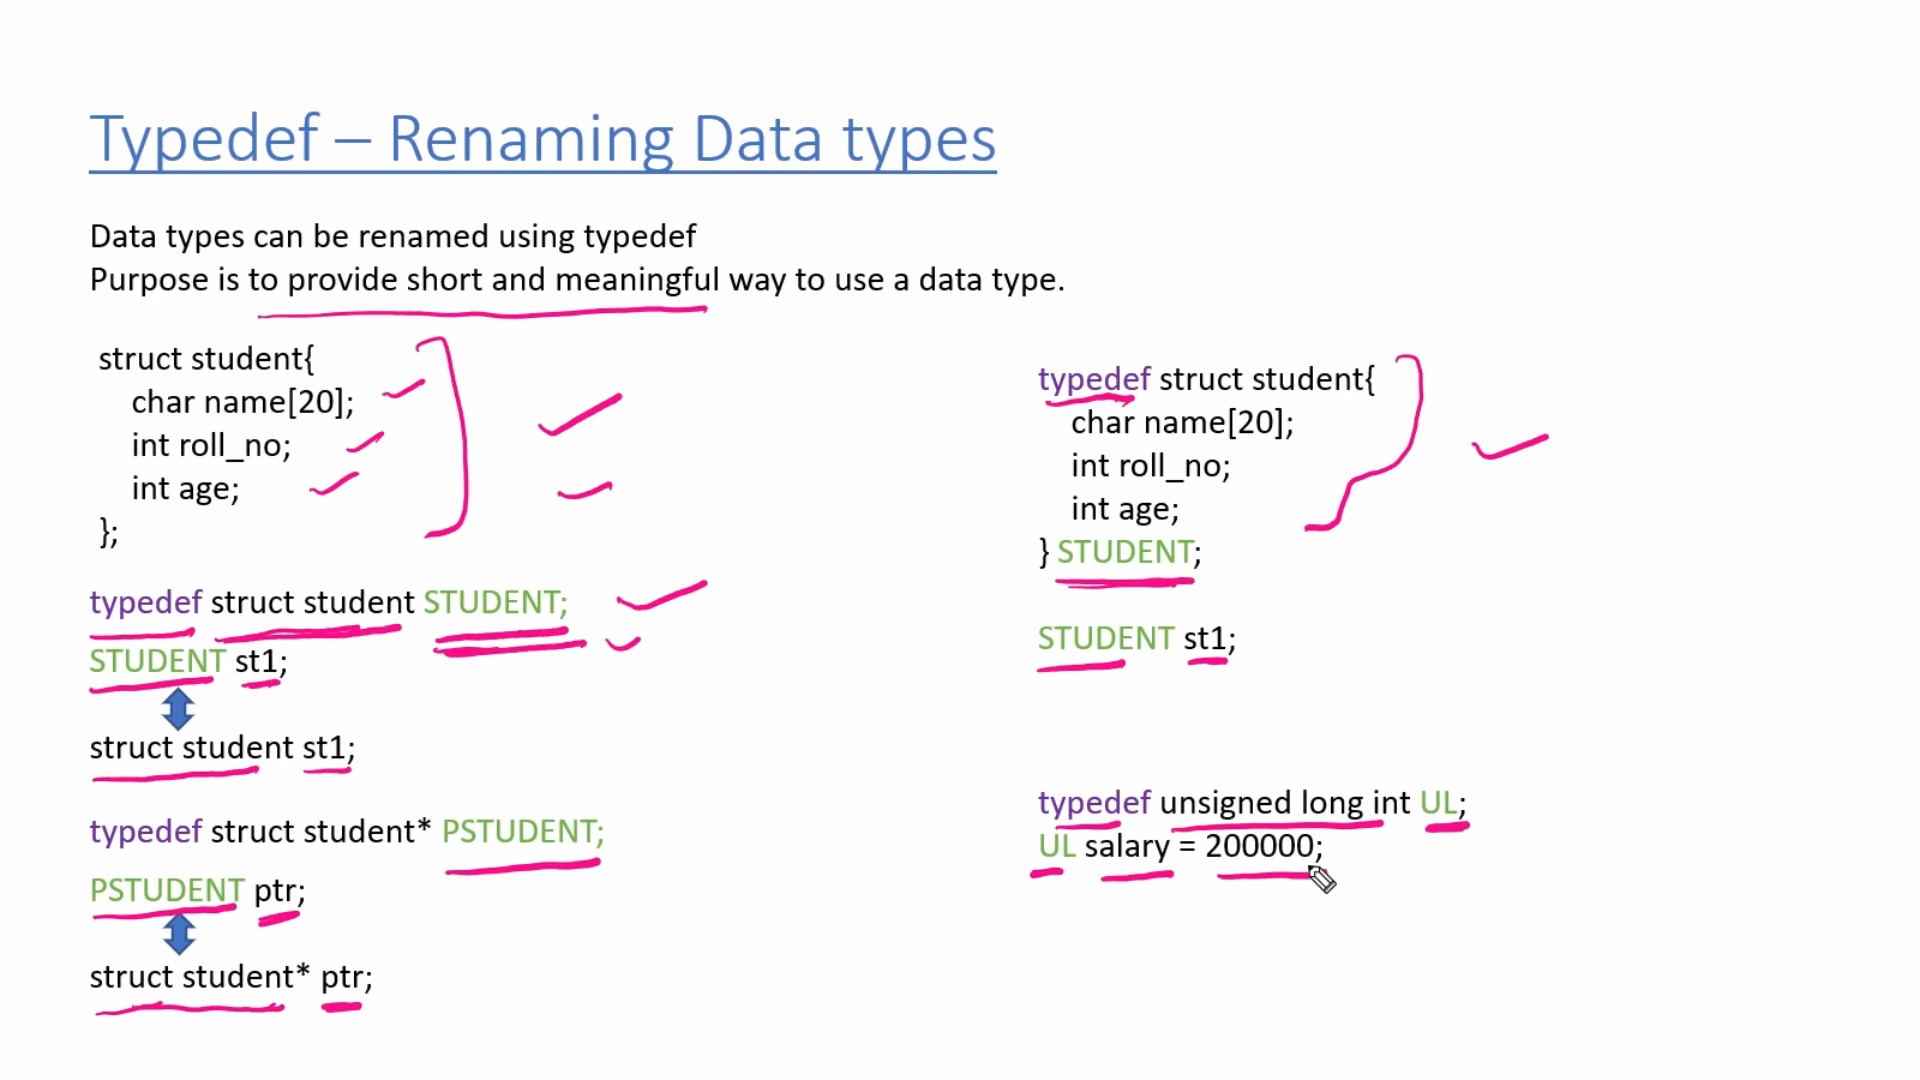 Typedef – Renaming Data types
Data types can be renamed using typedef
Purpose is to provide short and meaningful way to use a data type.
struct student{
char name[20];
int roll_no;
int age;
};
typedef struct student STUDENT;
STUDENT st1;
struct student st1;
typedef struct student* PSTUDENT;
PSTUDENT ptr;
struct student* ptr;
typedef struct student{
char name[20];
int roll_no;
int age;
} STUDENT;
STUDENT st1;
typedef unsigned long int UL;
UL salary = 200000;